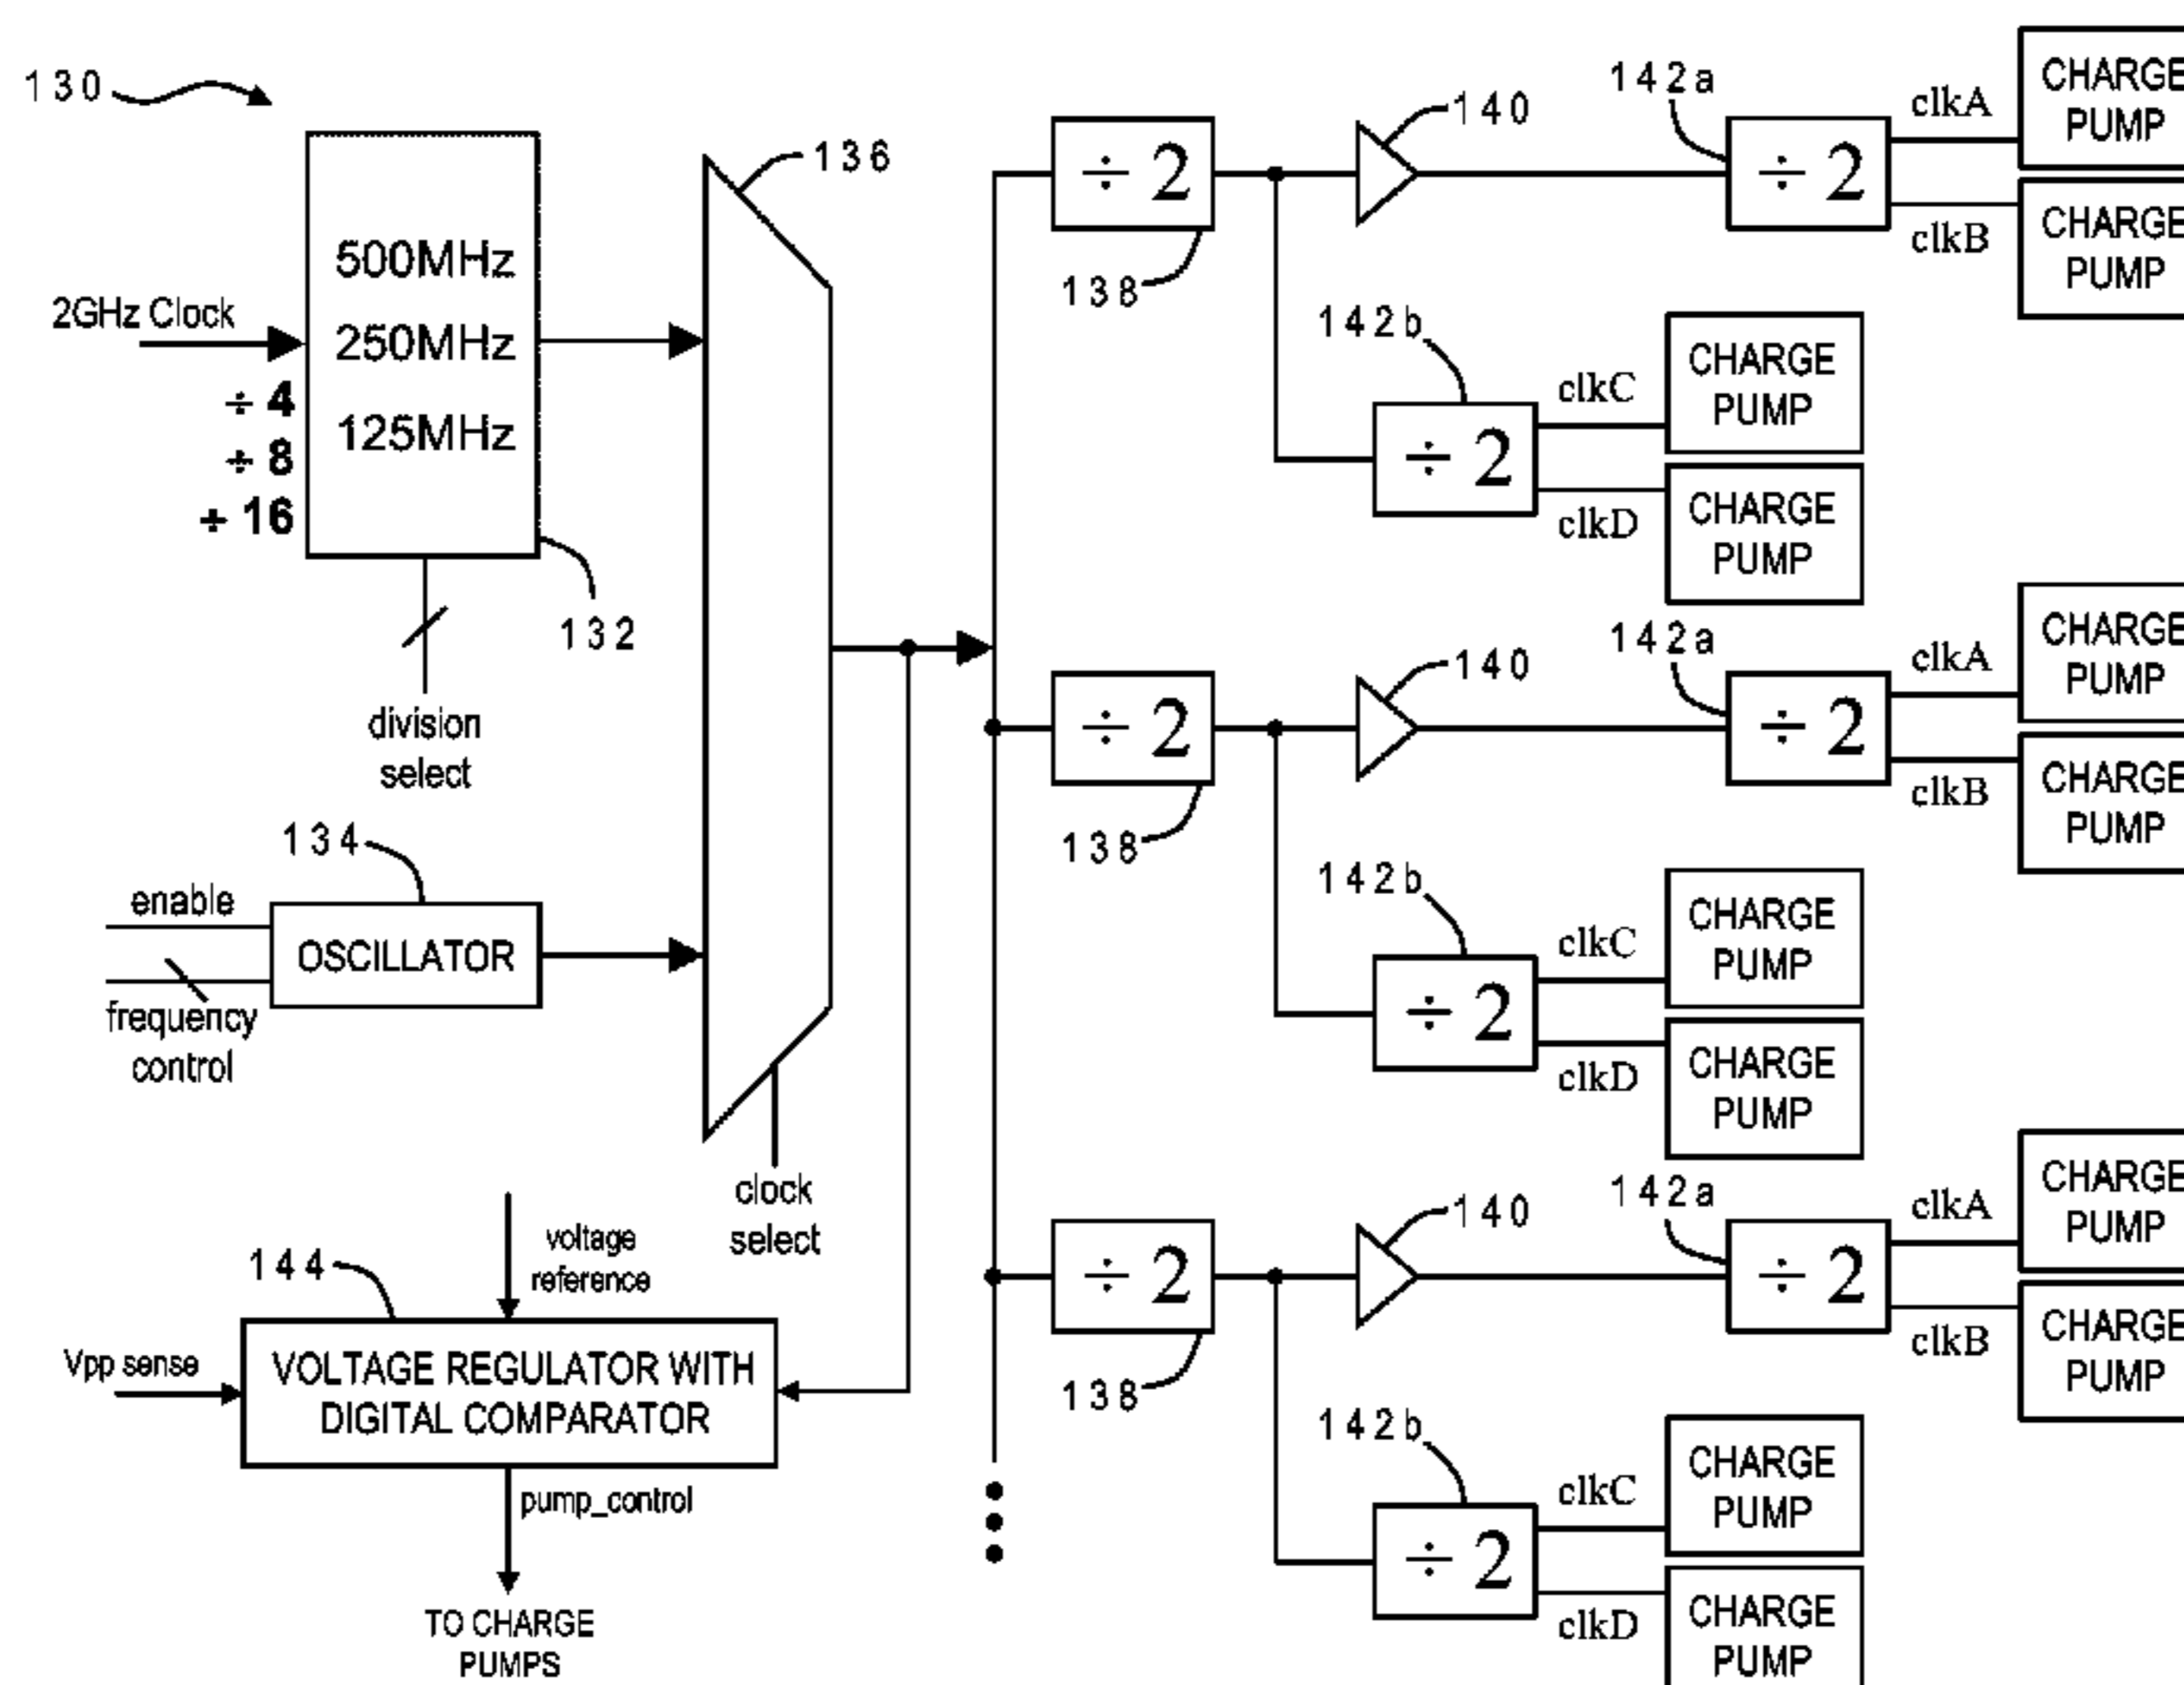 130
2GHz Clock
÷ 4
÷ 8
÷ 16
500MHz
250MHz
125MHz
132
division
select
136
134
enable
frequency
control
OSCILLATOR
clock
select
144
voltage
reference
Vpp sense
VOLTAGE REGULATOR WITH
DIGITAL COMPARATOR
pump_control
TO CHARGE
PUMPS
÷ 2
138
140
142a
÷ 2
clkA
clkB
CHARGE
PUMP
CHARGE
PUMP
142b
÷ 2
clkC
clkD
CHARGE
PUMP
CHARGE
PUMP
÷ 2
138
140
142a
÷ 2
clkA
clkB
CHARGE
PUMP
CHARGE
PUMP
142b
÷ 2
clkC
clkD
CHARGE
PUMP
CHARGE
PUMP
÷ 2
138
140
142a
÷ 2
clkA
clkB
CHARGE
PUMP
CHARGE
PUMP
142b
÷ 2
clkC
clkD
CHARGE
PUMP
CHARGE
PUMP